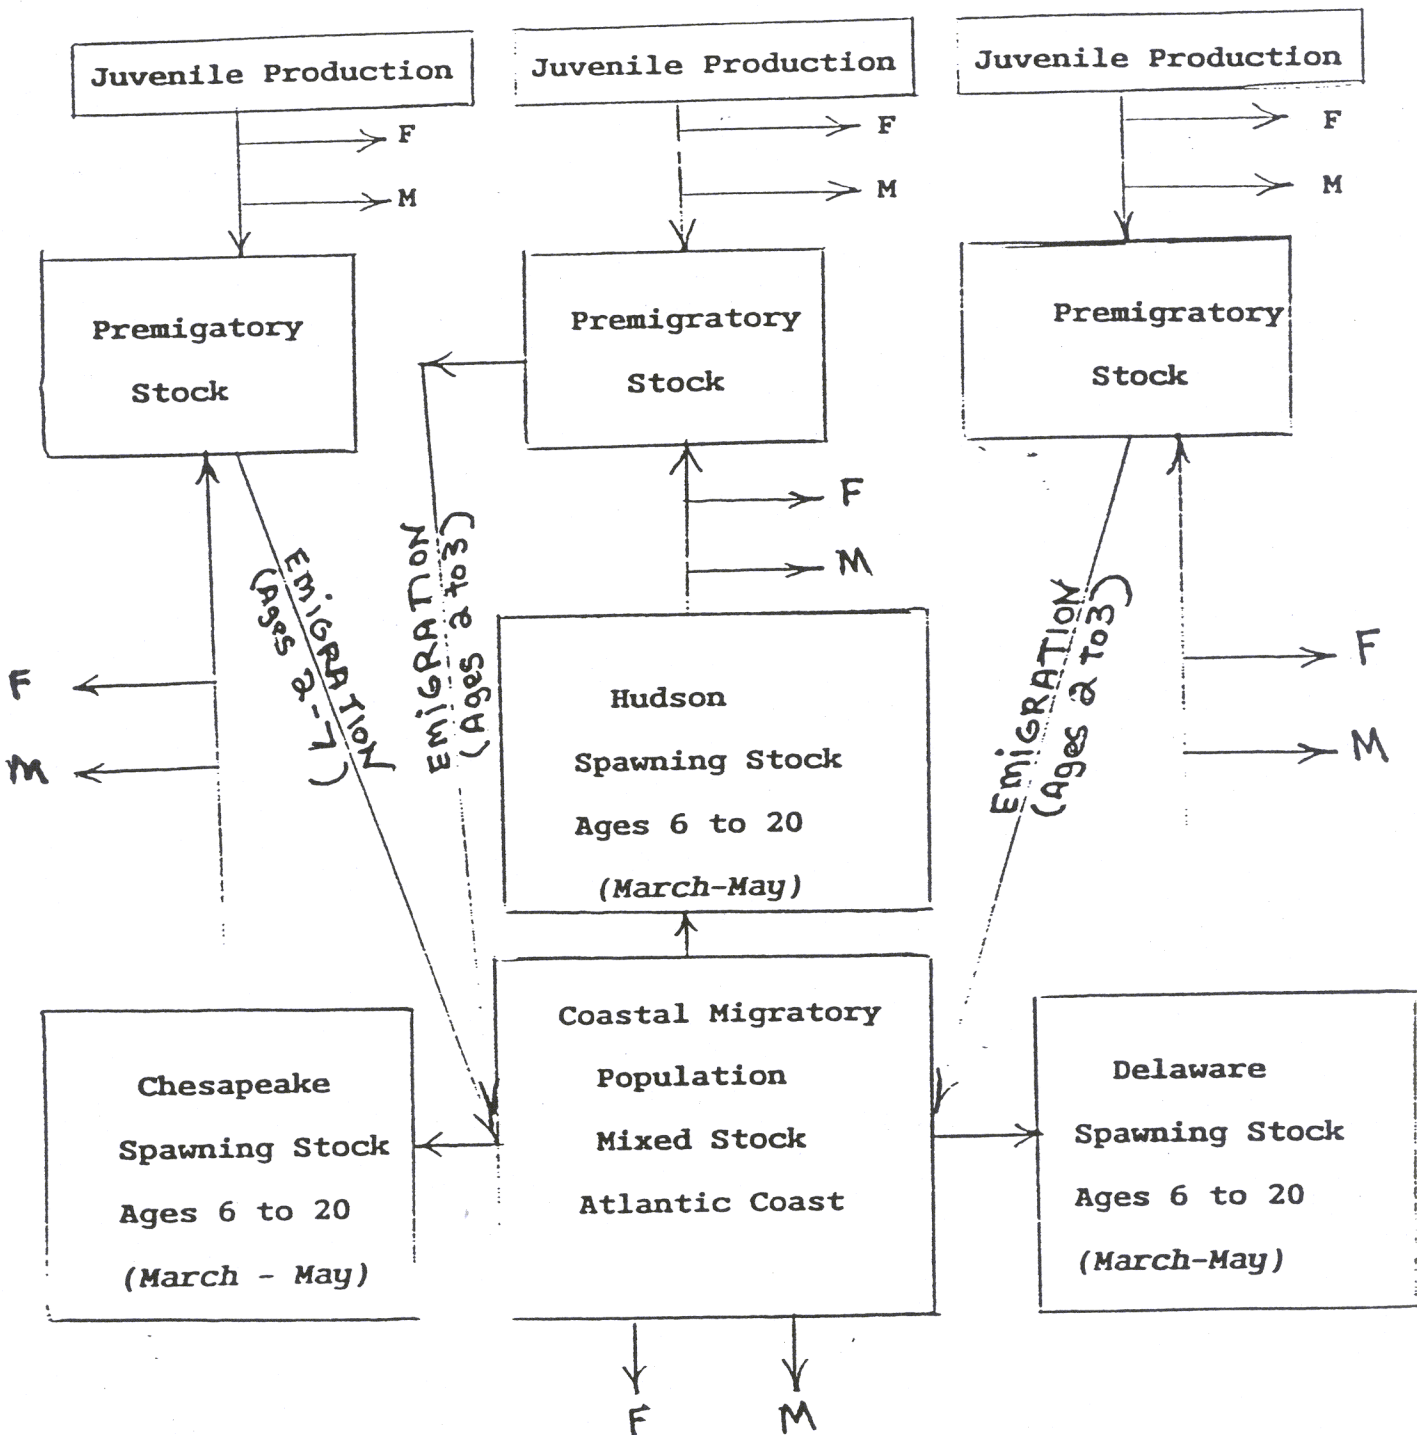 Juvenile Production
Juvenile Production
Juvenile Production
F
M
F
M
F
M
Premigatory
Stock
Premigratory
Stock
Premigratory
Stock
EMiGRATION
(Ages 2-7)
EMiGRATION
(Ages 2 to 3)
EMiGRATION
(Ages 2 to 3)
F
M
F
M
F
M
Hudson
Spawning Stock
Ages 6 to 20
(March-May)
Chesapeake
Spawning Stock
Ages 6 to 20
(March - May)
Coastal Migratory
Population
Mixed Stock
Atlantic Coast
Delaware
Spawning Stock
Ages 6 to 20
(March-May)
F
M